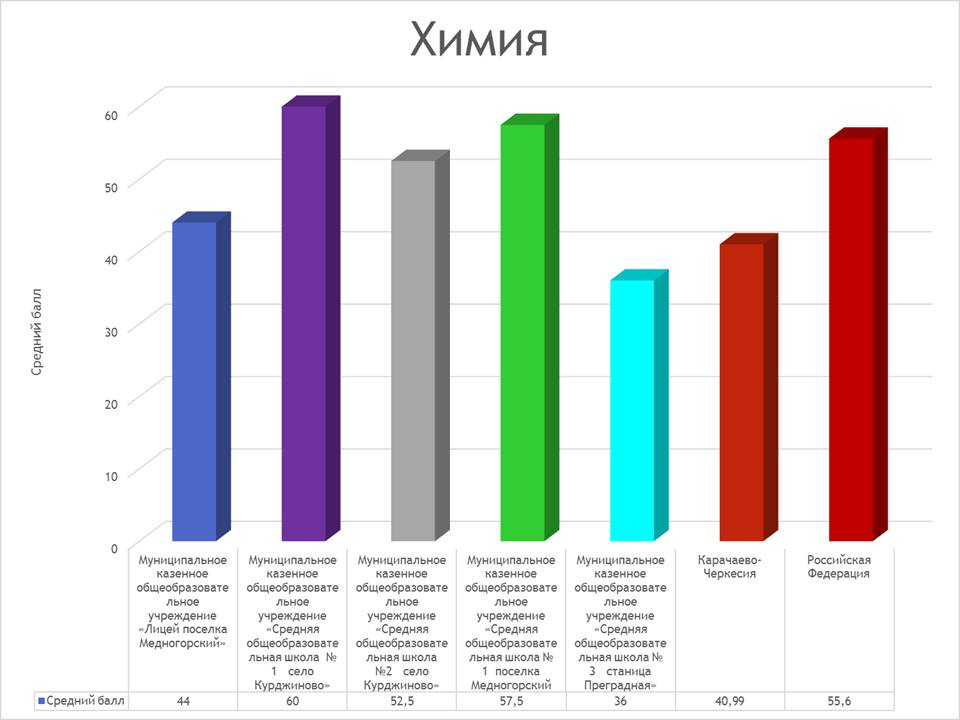 Химия
Средний балл
60
50
40
30
20
10
0
Муниципальное
казенное
общеобразовате
льное
учреждение
«Лицей поселка
Медногорский»
Муниципальное
казенное
общеобразовате
льное
учреждение
«Средняя
общеобразовате
льная школа №
1 село
Курджиново»
Муниципальное
казенное
общеобразовате
льное
учреждение
«Средняя
общеобразовате
льная школа
№2 село
Курджиново»
Муниципальное
казенное
общеобразовате
льное
учреждение
«Средняя
общеобразовате
льная школа №
1 поселка
Медногорский
Муниципальное
казенное
общеобразовате
льное
учреждение
«Средняя
общеобразовате
льная школа №
3 станица
Преградная»
Карачаево-
Черкесия
Российская
Федерация
Средний балл 44 60 52,5 57,5 36 40,99 55,6